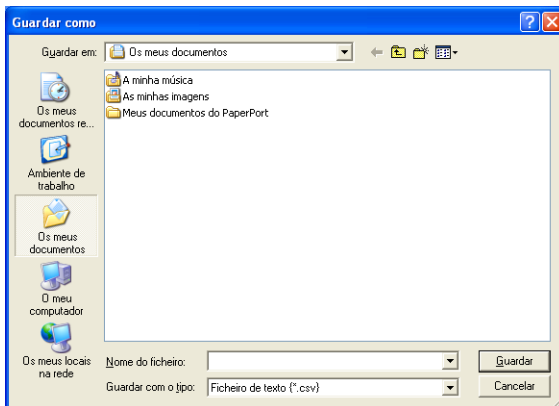 Guardar como
Guardar em:
Os meus documentos
A minha música
As minhas imagens
Meus documentos do PaperPort
Os meus
documentos re...
Ambiente de
trabalho
Os meus
documentos
O meu
computador
Os meus locais
na rede
Nome do ficheiro:
Guardar
Guardar com o tipo:
Ficheiro de texto (*.csv)
Cancelar